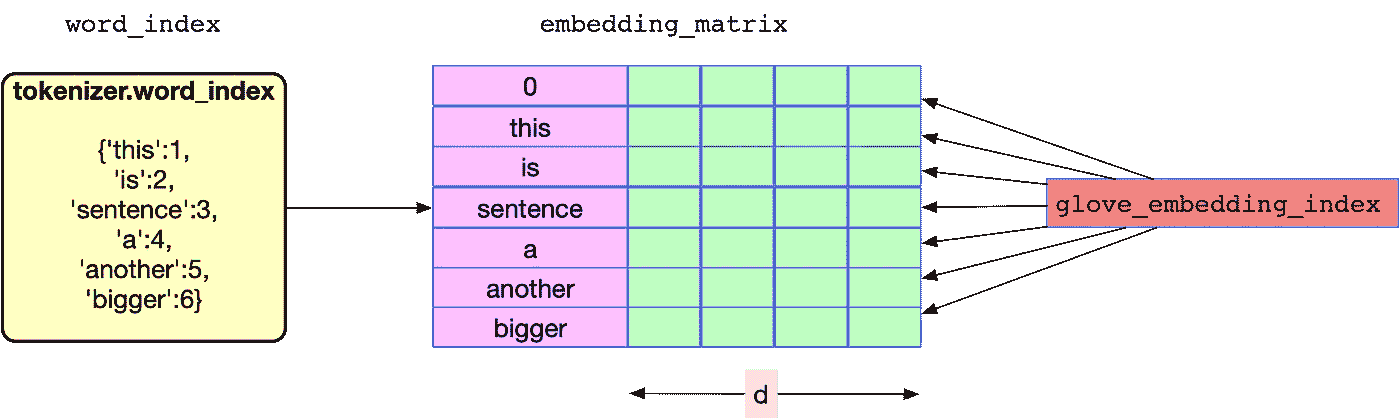 word_index
embedding_matrix
tokenizer.word_index
{'this':1,
'is':2,
'sentence':3,
'a':4,
'another':5,
'bigger':6}
0
this
is
sentence
a
another
bigger
glove_embedding_index
d